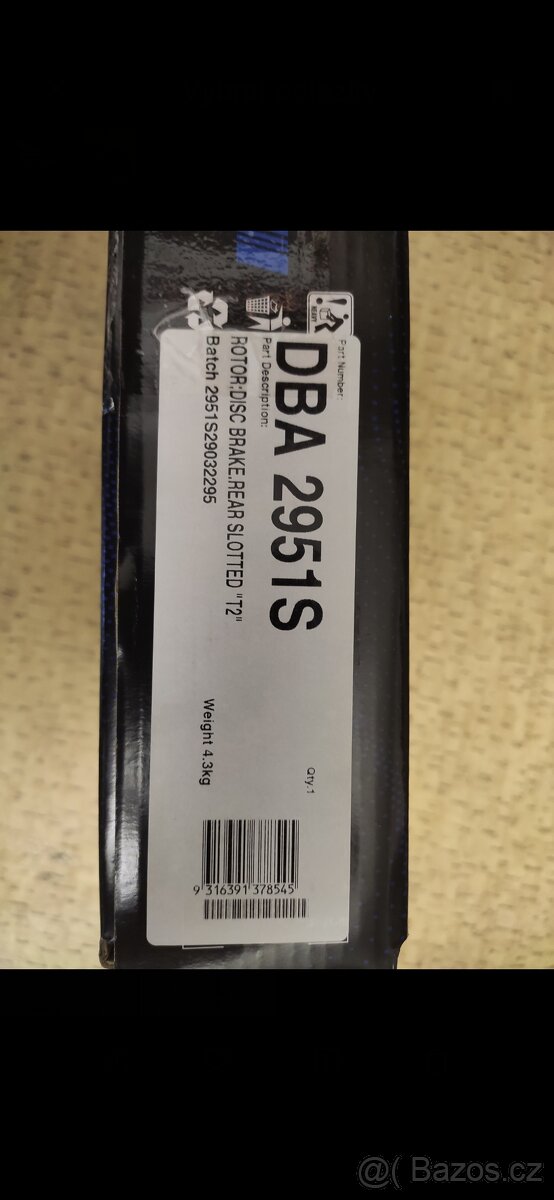 HEAVY
Part Number:
DBA 2951S
Part Description:
ROTOR;DISC BRAKE.REAR SLOTTED "T2"
Batch 2951S29032295
Weight 4.3kg
Qty.1
9 316391 378545
@( Bazos.cz